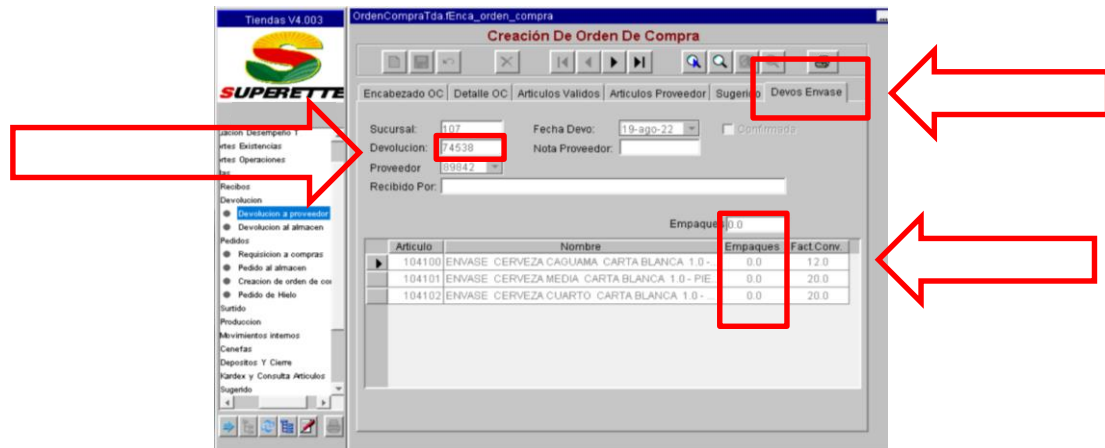 Tiendas V4.003
OrdenCompraTda.fEnca_orden_compra
Creación De Orden De Compra
SUPERETTE
Encabezado OC Detalle OC Articulos Validos Articulos Proveedor Sugerido Devos Envase
Sucursal: 107 Fecha Devo: 19-ago-22 Confirmada
Devolucion: 74538 Nota Proveedor:
Proveedor 89842
Recibido Por:
Empaques 0.0
Articulo Nombre Empaques Fact.Conv.
104100 ENVASE CERVEZA CAGUAMA CARTA BLANCA 1.0 -... 0.0 12.0
104101 ENVASE CERVEZA MEDIA CARTA BLANCA 1.0 - PIE... 0.0 20.0
104102 ENVASE CERVEZA CUARTO CARTA BLANCA 1.0 - ... 0.0 20.0
Desempeño 1
Existencias
Operaciones
Recibos
Devolucion
Devolucion a proveedor
Devolucion al almacen
Pedidos
Requisicion a compras
Pedido al almacen
Creacion de orden de
Pedido de Hielo
Surtido
Produccion
Movimientos internos
Cenefas
Depositos Y Cierre
Kardex y Consulta Articulos
Sugerido